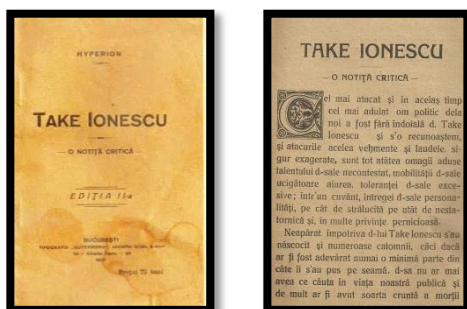 HYPERION
TAKE IONESCU
— O NOTIȚĂ CRITICĂ —
EDIȚIA II-a
BUCUREȘTI
Prețul 75 bani
TAKE IONESCU
— O NOTIȚĂ CRITICĂ —
Cel mai atacat și în acelaș timp
cel mai adulat om politic dela
noi a fost fără îndoială d. Take
Ionescu și s'o recunoaștem,
și atacurile acelea vehmente și laudele, si-
gur exagerate, sunt tot atâtea omagii aduse
talentului d-sale necontestat, mobilității d-sale
ucigătoare aiurea, toleranței d-sale exce-
sive; într'un cuvânt, întregei d-sale persona-
lități, pe cât de strălucită pe atât de nesta-
tornică și, în multe privințe, pernicioasă.
Neapărat împotriva d-lui Take Ionescu s'au
născocit și numeroase calomnii, căci dacă
ar fi fost adevărat numai o minimă parte din
câte îi s'au pus pe seamă, d-sa nu ar mai
avea ce căuta în viața noastră publică și
de mult ar fi avut soarta cruntă a morții